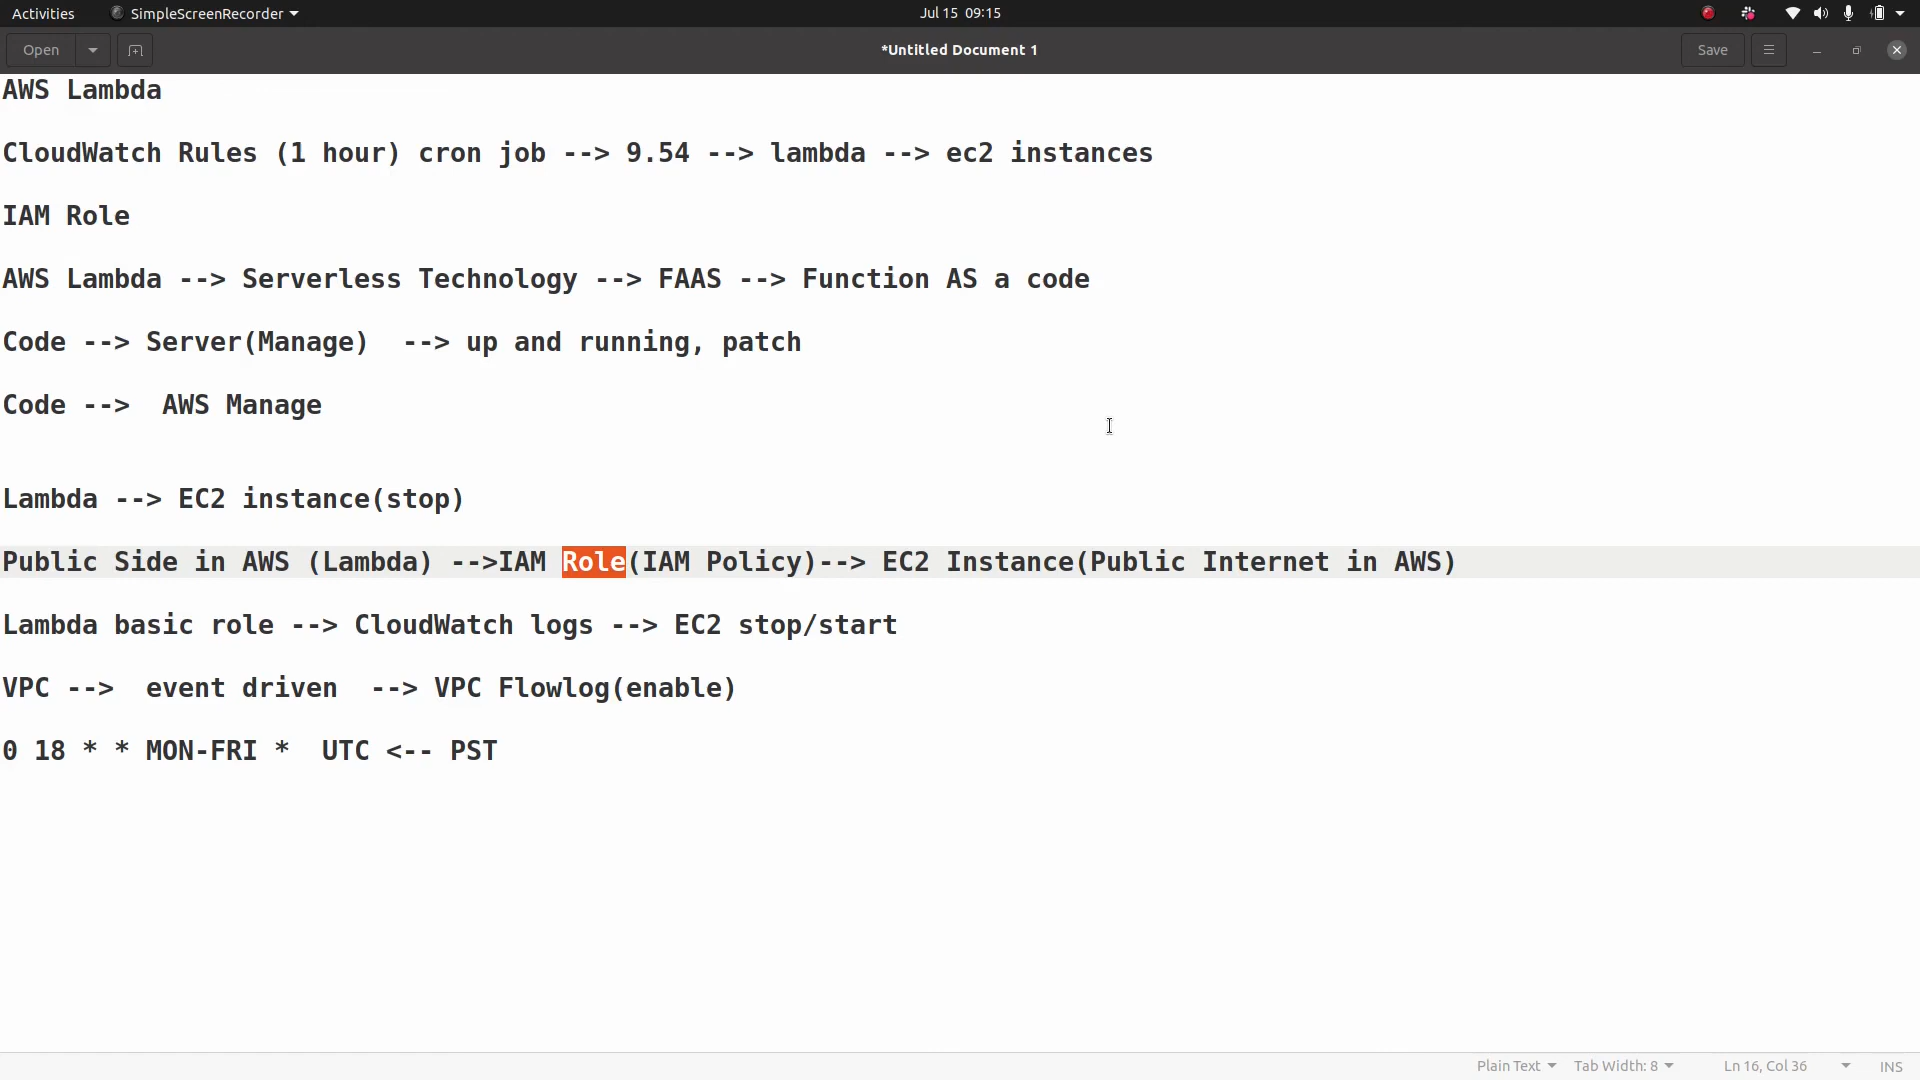 Activities SimpleScreenRecorder Jul 15 09:15
Open *Untitled Document 1 Save
AWS Lambda
CloudWatch Rules (1 hour) cron job --> 9.54 --> lambda --> ec2 instances
IAM Role
AWS Lambda --> Serverless Technology --> FAAS --> Function AS a code
Code --> Server(Manage)  --> up and running, patch
Code -->  AWS Manage
Lambda --> EC2 instance(stop)
Public Side in AWS (Lambda) -->IAM Role(IAM Policy)--> EC2 Instance(Public Internet in AWS)
Lambda basic role --> CloudWatch logs --> EC2 stop/start
VPC -->  event driven  --> VPC Flowlog(enable)
0 18 * * MON-FRI *  UTC <-- PST
Plain Text Tab Width: 8 Ln 16, Col 36 INS